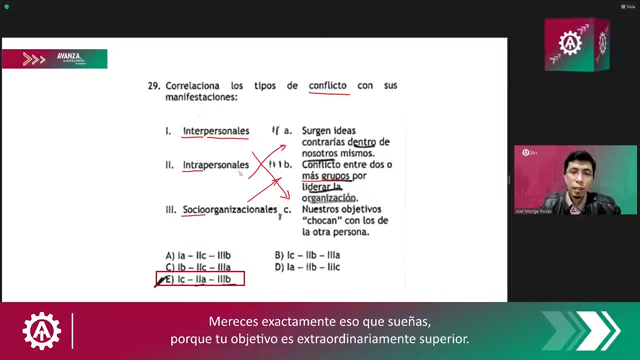 AVANZA
29. Correlaciona los tipos de conflicto con sus
manifestaciones:
I. Interpersonales
II. Intrapersonales
III. Socioorganizacionales
a. Surgen ideas
contrarias dentro de
nosotros mismos.
b. Conflicto entre dos o
más grupos por
liderar la
organización.
c. Nuestros objetivos
"chocan" con los de
la otra persona.
A) Ia - IIc - IIIb
B) Ic - IIb - IIIa
C) Ib - IIc - IIIa
D) Ia - IIb - IIIc
E) Ic - IIa - IIIb
Joel Monge Rosas
Mereces exactamente eso que sueñas,
porque tu objetivo es extraordinariamente superior.